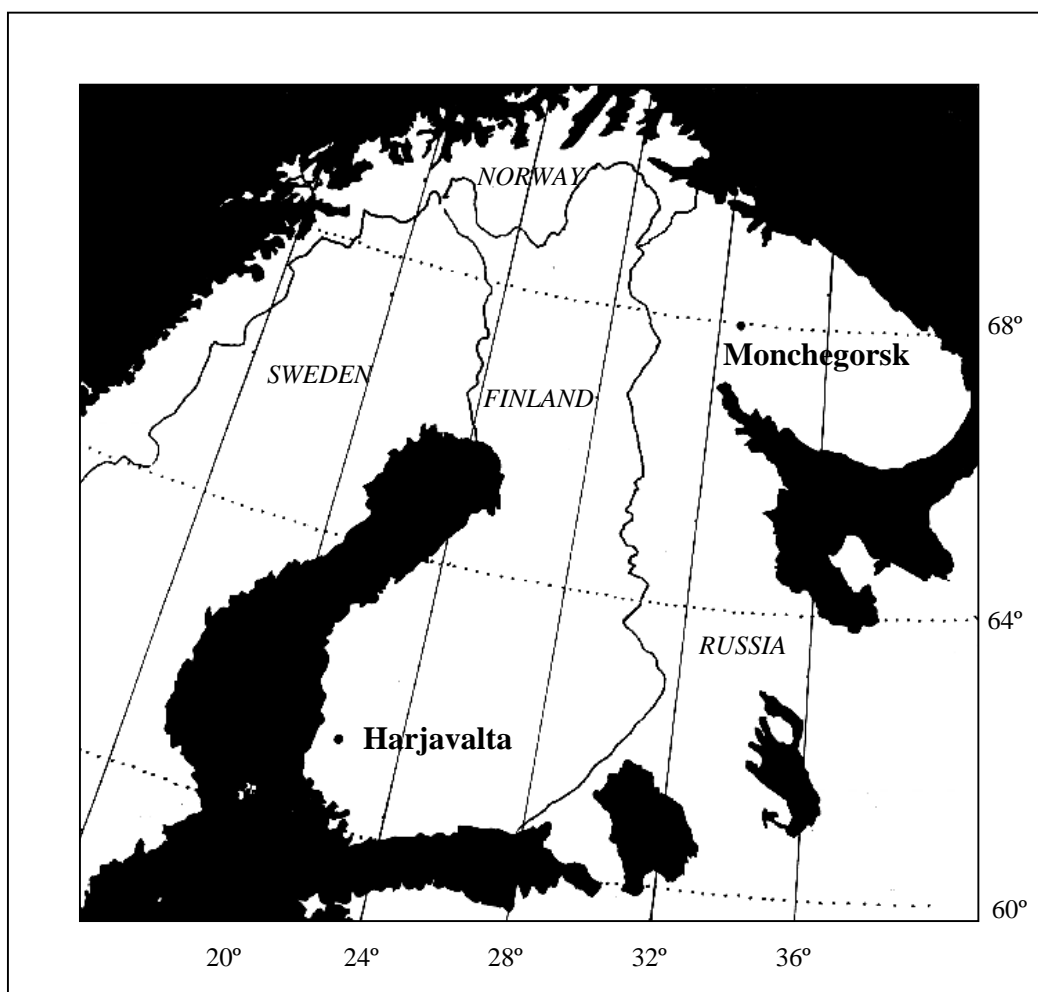 NORWAY
68º
Monchegorsk
SWEDEN
FINLAND
64º
RUSSIA
Harjavalta
60º
20º 24º 28º 32º 36º